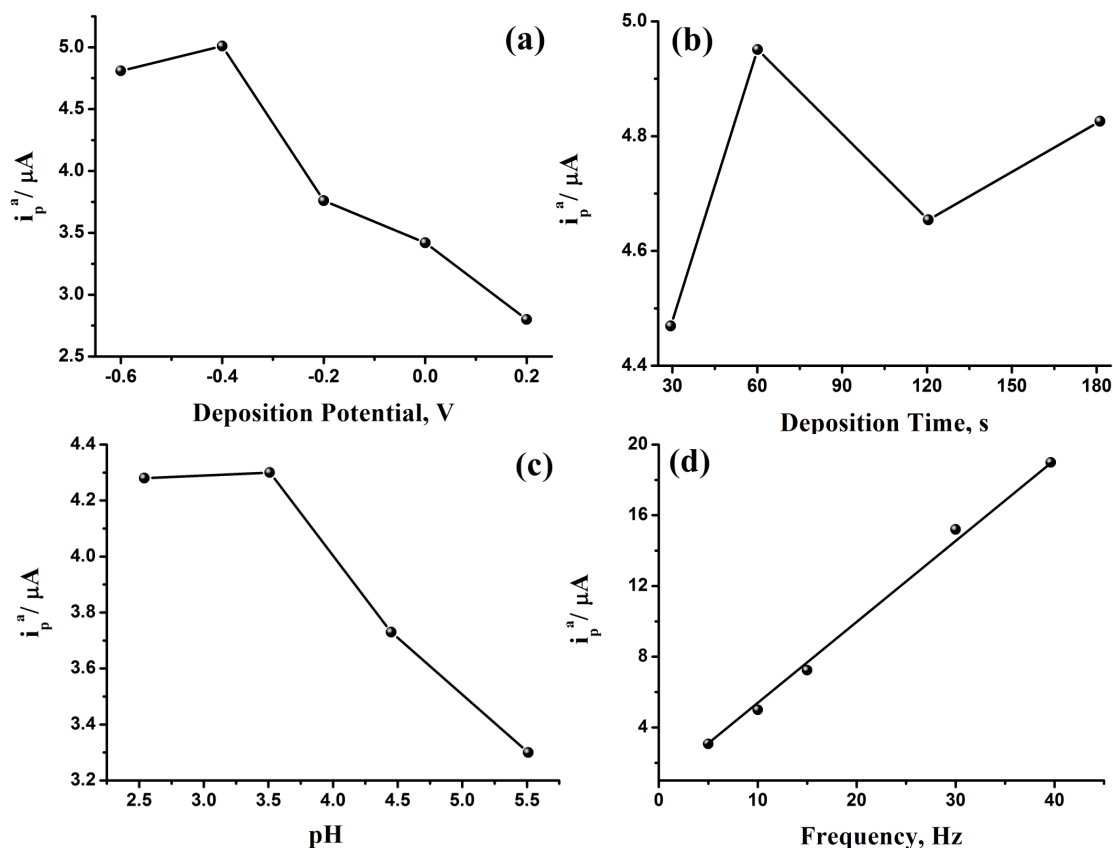 (a)
5.0
4.5
4.0
3.5
3.0
2.5
i_p^a/ μA
-0.6 -0.4 -0.2 0.0 0.2
Deposition Potential, V
(b)
5.0
4.8
4.6
4.4
i_p^a/ μA
30 60 90 120 150 180
Deposition Time, s
(c)
4.4
4.2
4.0
3.8
3.6
3.4
3.2
i_p^a/ μA
2.5 3.0 3.5 4.0 4.5 5.0 5.5
pH
(d)
20
16
12
8
4
i_p^a/ μA
0 10 20 30 40
Frequency, Hz